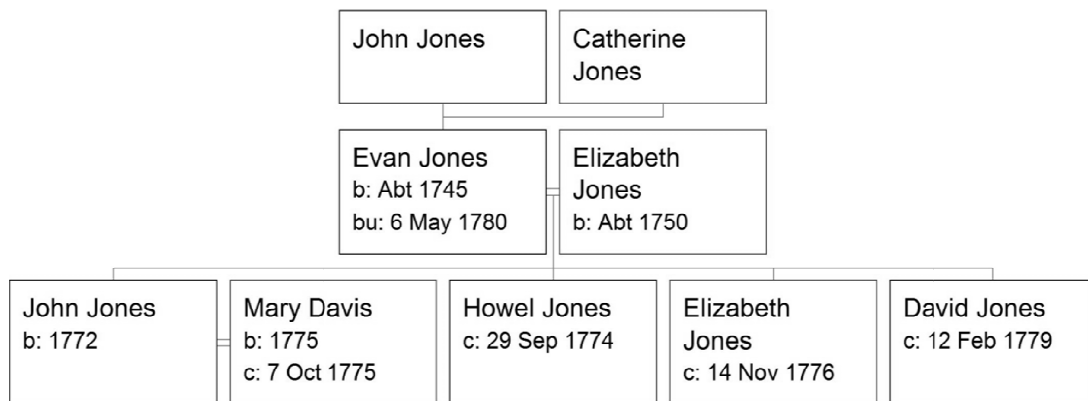 John Jones
Catherine
Jones
Evan Jones
b: Abt 1745
bu: 6 May 1780
Elizabeth
Jones
b: Abt 1750
John Jones
b: 1772
Mary Davis
b: 1775
c: 7 Oct 1775
Howel Jones
c: 29 Sep 1774
Elizabeth
Jones
c: 14 Nov 1776
David Jones
c: 12 Feb 1779